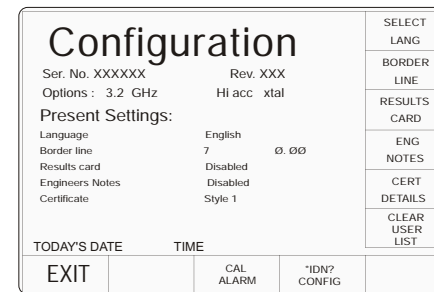 Configuration
Ser. No. XXXXXX Rev. XXX
Options : 3.2 GHz Hi acc xtal
Present Settings:
Language English
Border line 7 Ø. ØØ
Results card Disabled
Engineers Notes Disabled
Certificate Style 1
TODAY'S DATE TIME
SELECT
LANG
BORDER
LINE
RESULTS
CARD
ENG
NOTES
CERT
DETAILS
CLEAR
USER
LIST
EXIT
CAL
ALARM
*IDN?
CONFIG